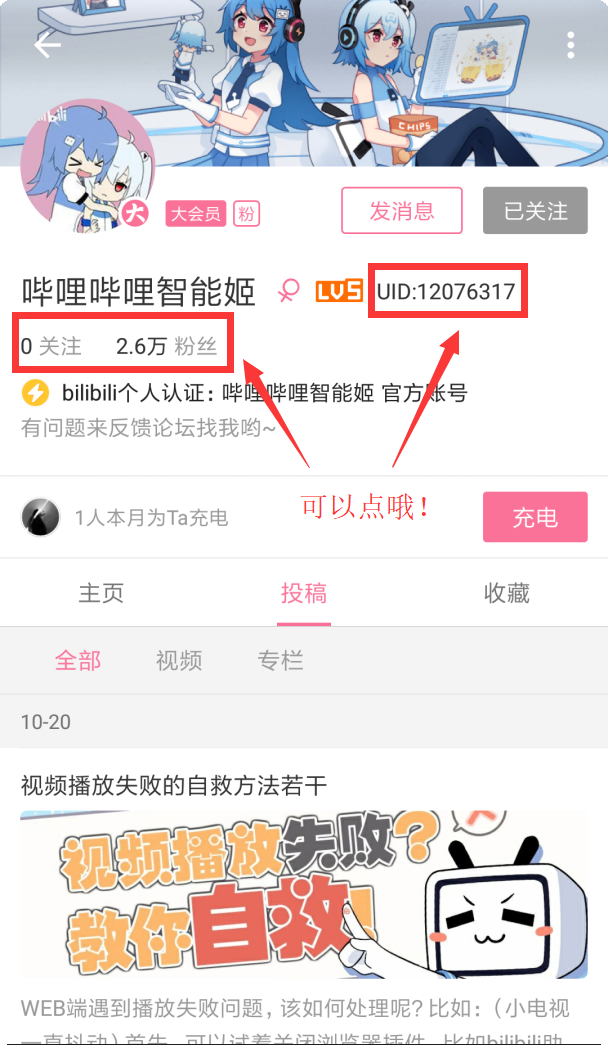 CHIPS
bilibili
大
大会员 粉 发消息 已关注
哔哩哔哩智能姬 LV5 UID:12076317
0 关注 2.6万 粉丝
bilibili个人认证：哔哩哔哩智能姬 官方账号
有问题来反馈论坛找我哟~
可以点哦！
1人本月为Ta充电 充电
主页 投稿 收藏
全部 视频 专栏
10-20
视频播放失败的自救方法若干
视频播放失败？
教你自救！
WEB端遇到播放失败问题，该如何处理呢？比如：（小电视
一直抖动）首先，可以试着关闭浏览器插件，比如bilibili助